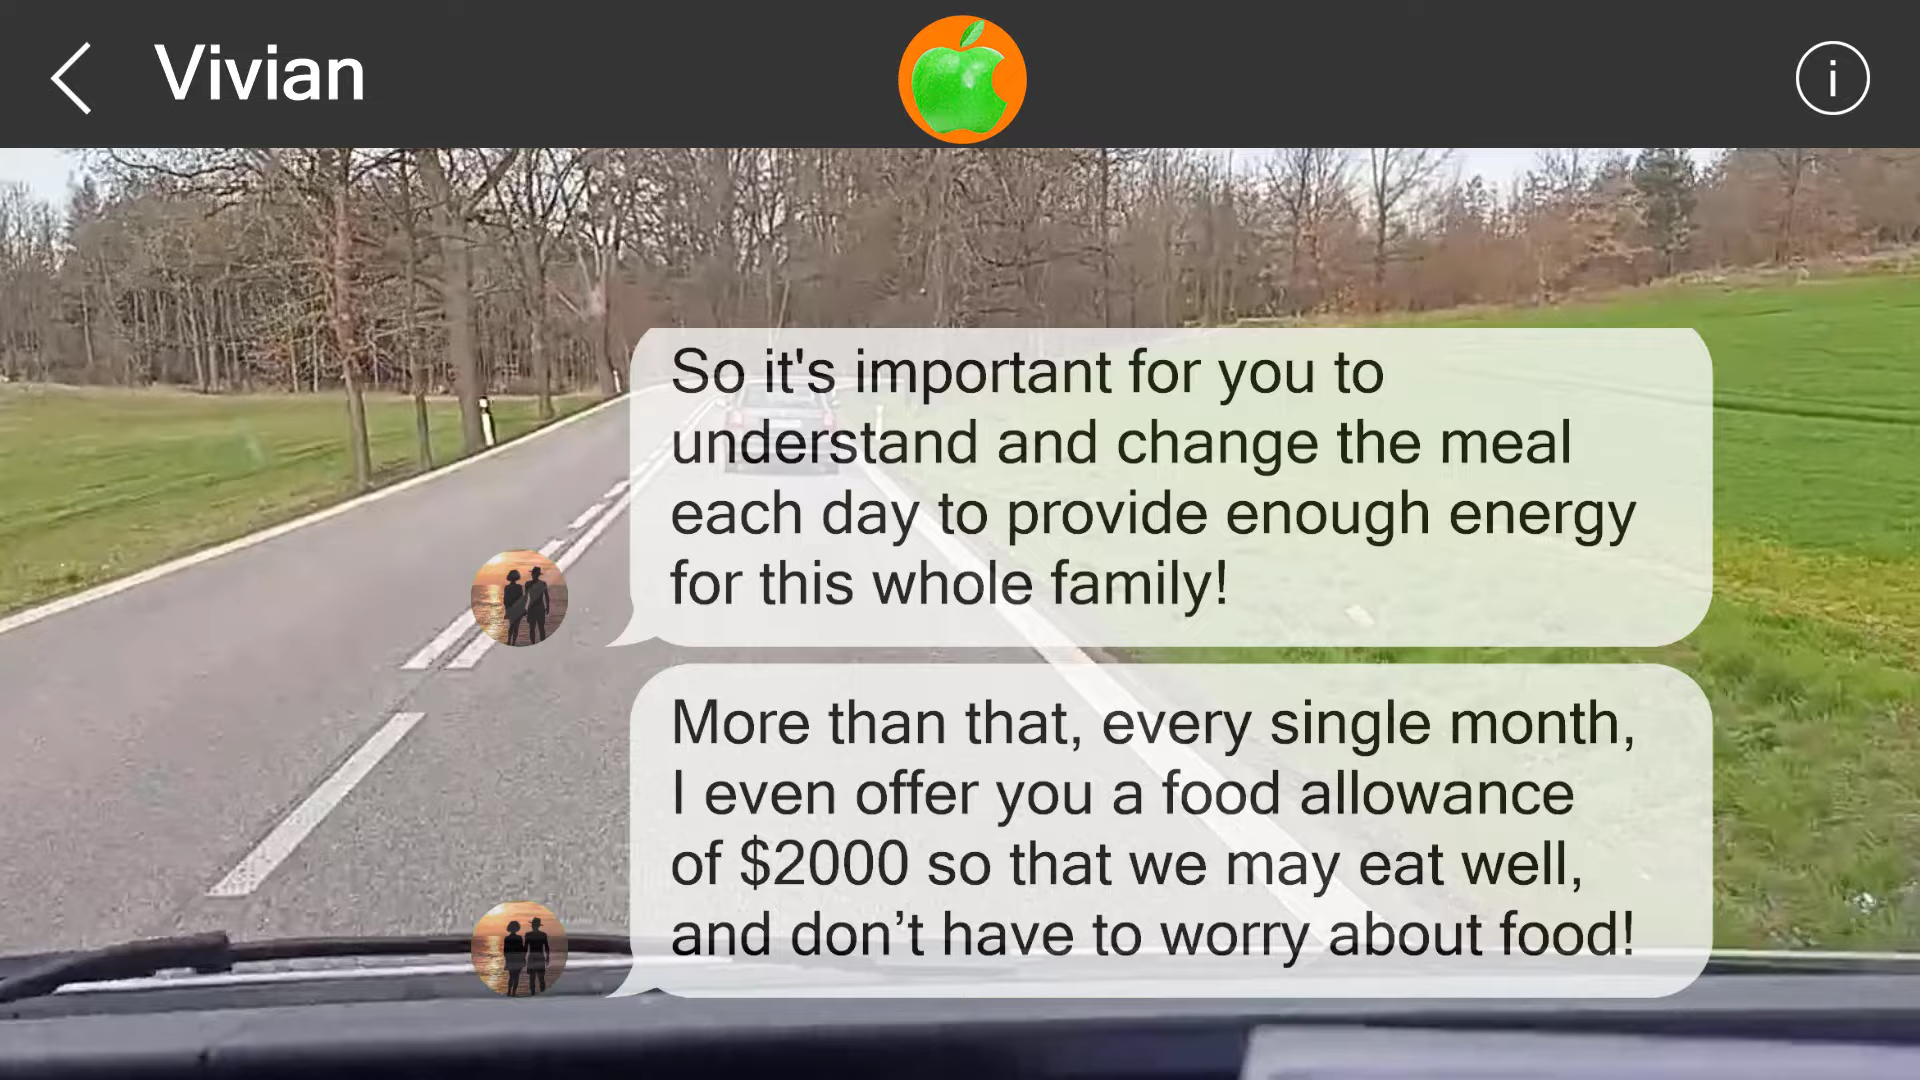 Vivian
i
So it's important for you to
understand and change the meal
each day to provide enough energy
for this whole family!
More than that, every single month,
I even offer you a food allowance
of $2000 so that we may eat well,
and don’t have to worry about food!